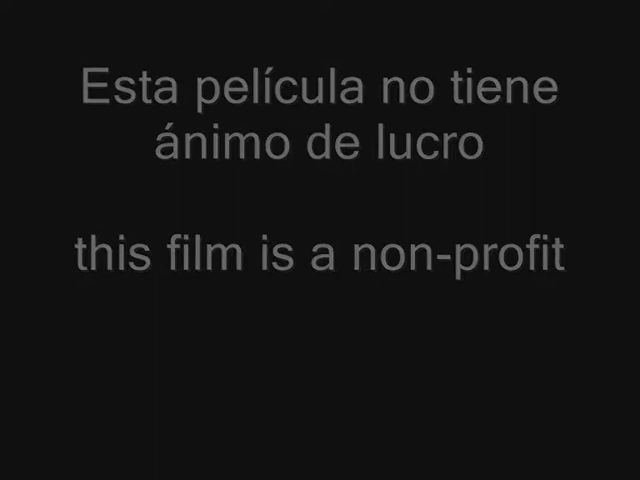 Esta película no tiene
ánimo de lucro
this film is a non-profit